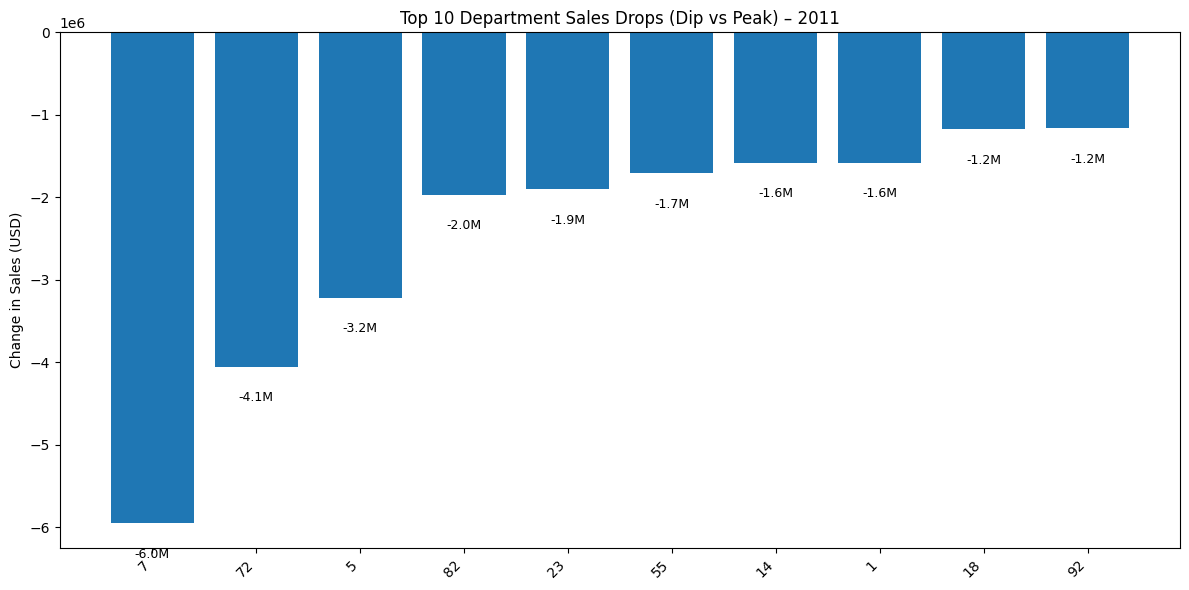 Top 10 Department Sales Drops (Dip vs Peak) – 2011
1e6
Change in Sales (USD)
0
−1
−2
−3
−4
−5
−6
-6.0M
-4.1M
-3.2M
-2.0M
-1.9M
-1.7M
-1.6M
-1.6M
-1.2M
-1.2M
7
72
5
82
23
55
14
1
18
92